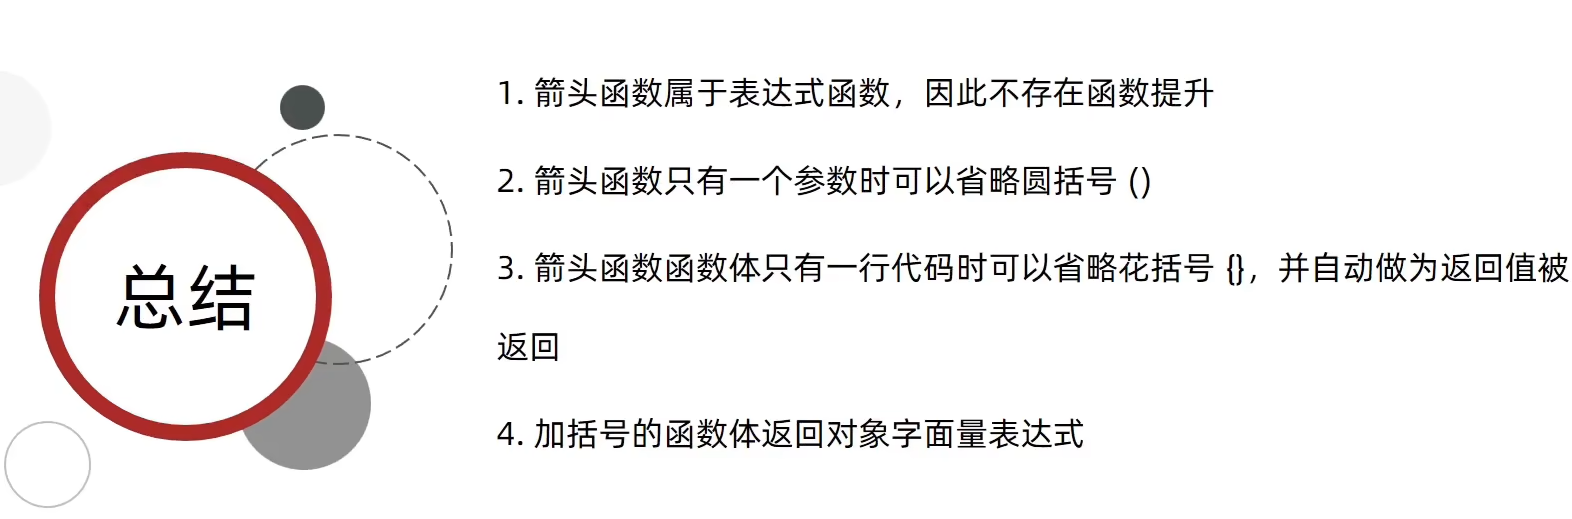 总结
1. 箭头函数属于表达式函数，因此不存在函数提升
2. 箭头函数只有一个参数时可以省略圆括号 ()
3. 箭头函数函数体只有一行代码时可以省略花括号 {}，并自动做为返回值被
返回
4. 加括号的函数体返回对象字面量表达式